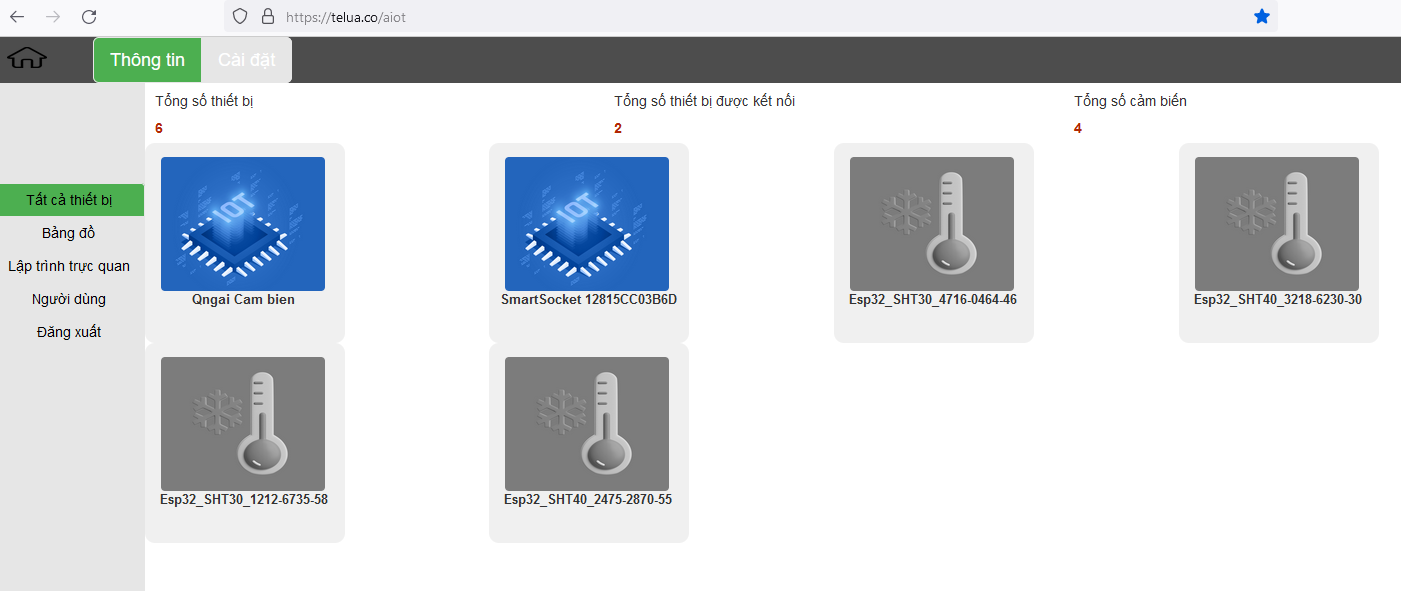 https://telua.co/aiot
Thông tin
Cài đặt
Tổng số thiết bị
Tổng số thiết bị được kết nối
Tổng số cảm biến
6
2
4
Tất cả thiết bị
Bảng đồ
Lập trình trực quan
Người dùng
Đăng xuất
IOT
Qngai Cam bien
IOT
SmartSocket 12815CC03B6D
Esp32_SHT30_4716-0464-46
Esp32_SHT40_3218-6230-30
Esp32_SHT30_1212-6735-58
Esp32_SHT40_2475-2870-55